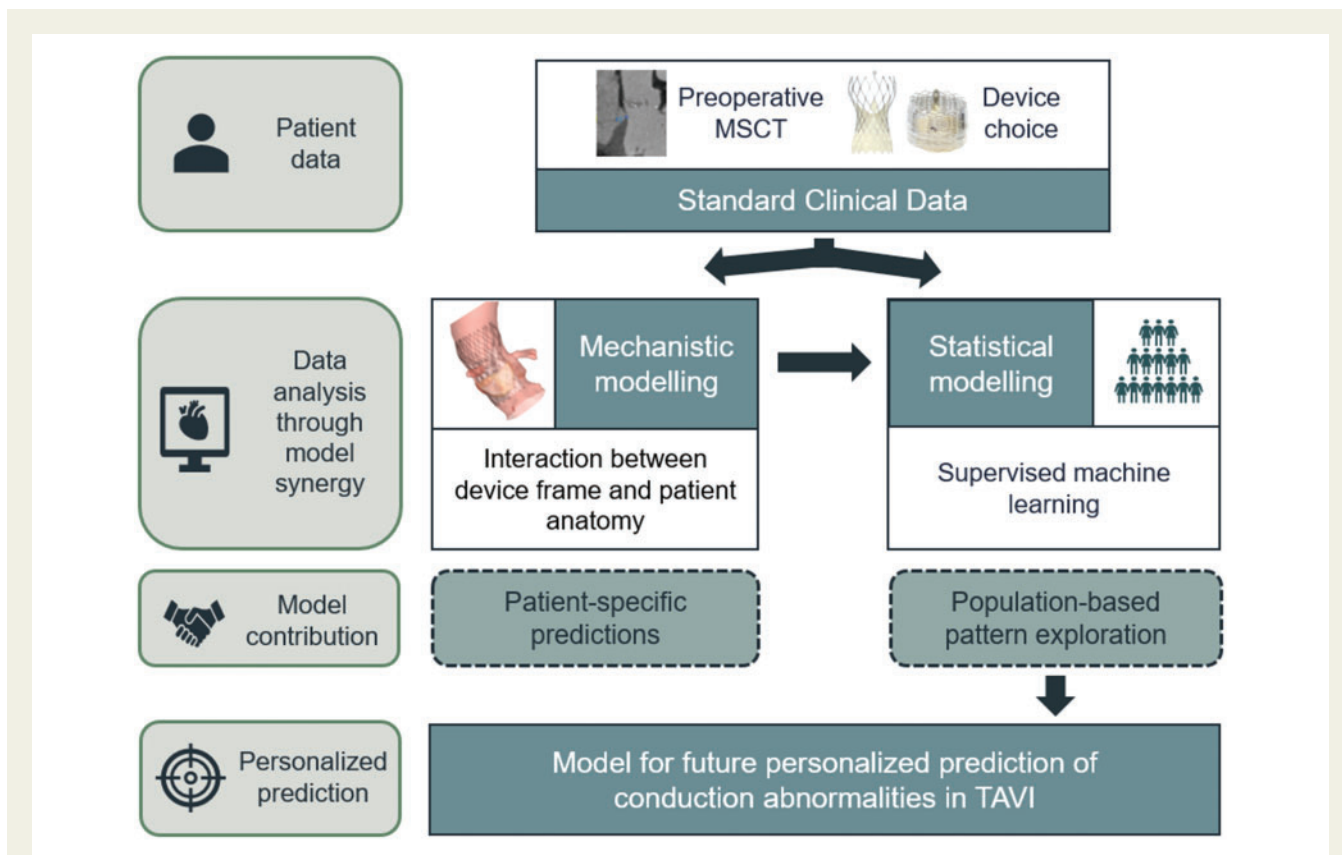 Patient
data
Preoperative
MSCT
Device
choice
Standard Clinical Data
Data
analysis
through
model
synergy
Mechanistic
modelling
Interaction between
device frame and patient
anatomy
Statistical
modelling
Supervised machine
learning
Model
contribution
Patient-specific
predictions
Population-based
pattern exploration
Personalized
prediction
Model for future personalized prediction of
conduction abnormalities in TAVI